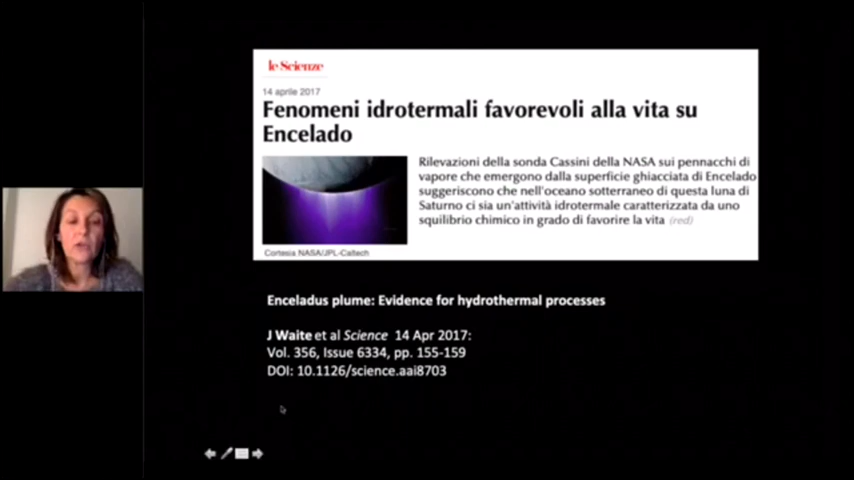 le Scienze
14 aprile 2017
Fenomeni idrotermali favorevoli alla vita su
Encelado
Rilevazioni della sonda Cassini della NASA sui pennacchi di
vapore che emergono dalla superficie ghiacciata di Encelado
suggeriscono che nell'oceano sotterraneo di questa luna di
Saturno ci sia un'attività idrotermale caratterizzata da uno
squilibrio chimico in grado di favorire la vita (red)
Cortesia NASA/JPL-Caltech
Enceladus plume: Evidence for hydrothermal processes
J Waite et al Science 14 Apr 2017:
Vol. 356, Issue 6334, pp. 155-159
DOI: 10.1126/science.aai8703